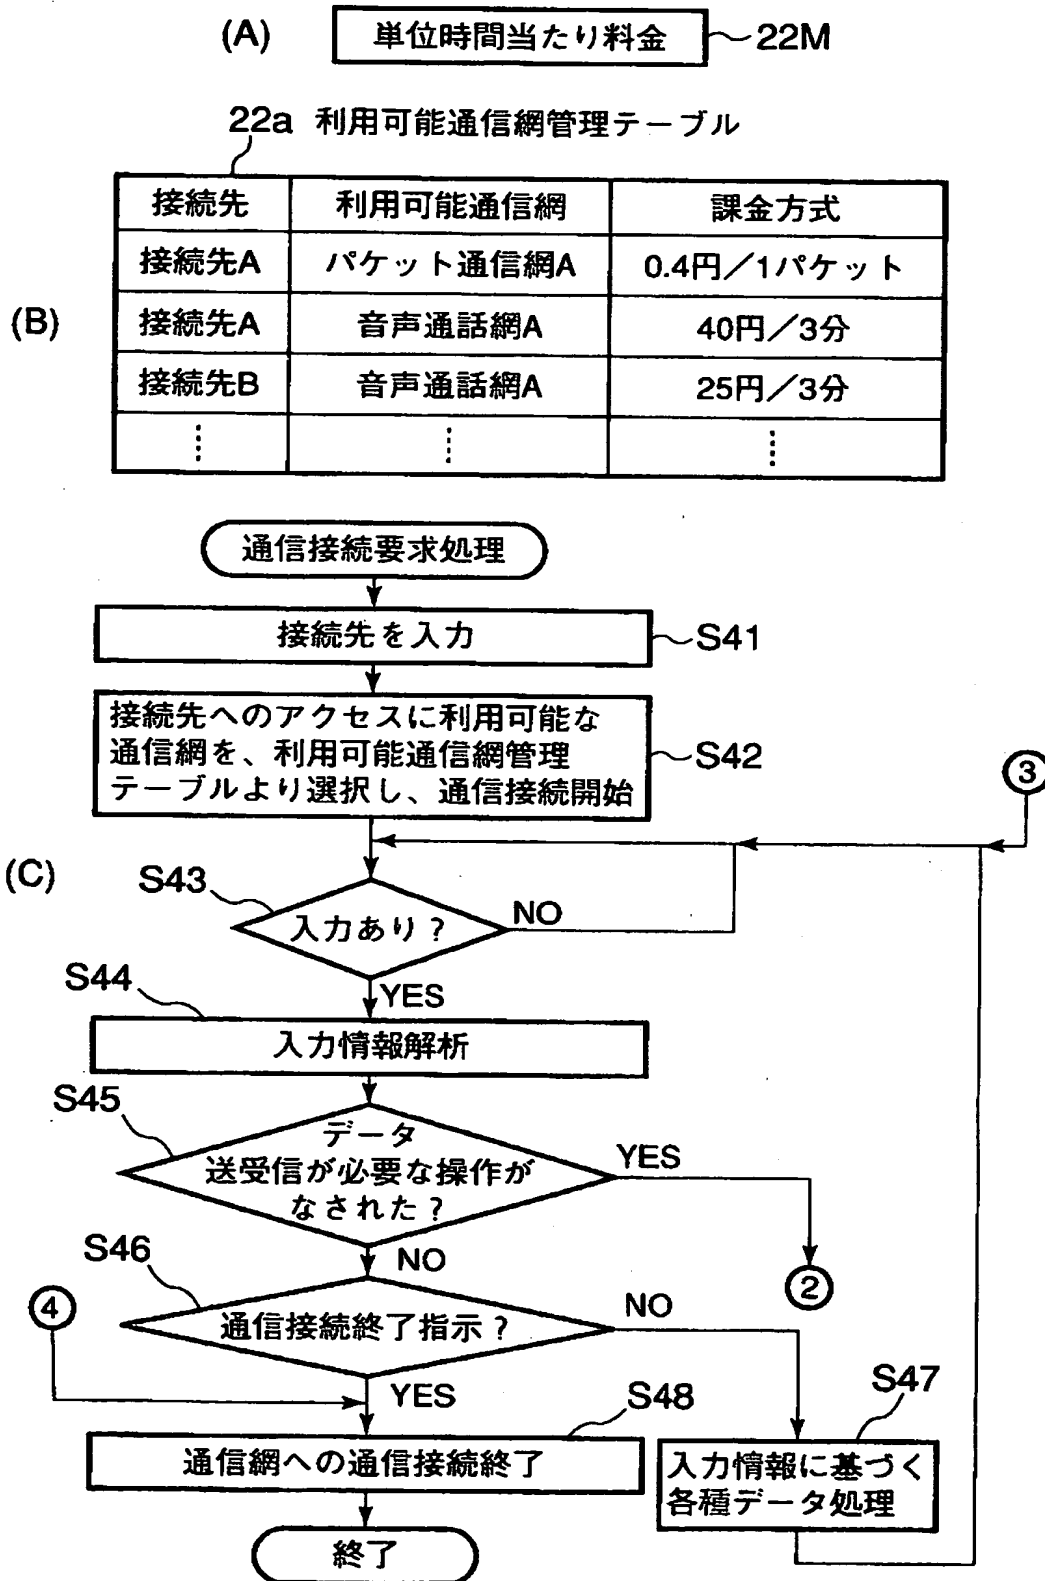 (A)
単位時間当たり料金
22M
22a 利用可能通信網管理テーブル
(B)
接続先 利用可能通信網 課金方式
接続先A パケット通信網A 0.4円/1パケット
接続先A 音声通話網A 40円/3分
接続先B 音声通話網A 25円/3分
(C)
通信接続要求処理
接続先を入力
S41
接続先へのアクセスに利用可能な
通信網を、利用可能通信網管理
テーブルより選択し、通信接続開始
S42
③
S43
入力あり?
NO
YES
S44
入力情報解析
S45
データ
送受信が必要な操作が
なされた?
YES
NO
②
S46
④
通信接続終了指示?
NO
YES
S47
入力情報に基づく
各種データ処理
S48
通信網への通信接続終了
終了